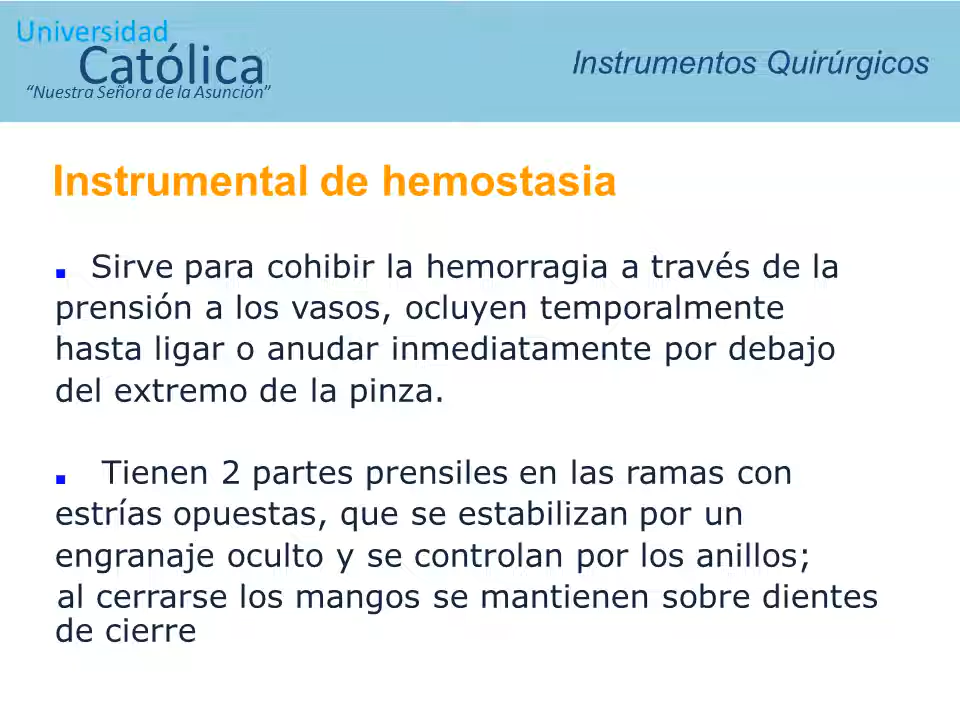 Universidad
Católica
“Nuestra Señora de la Asunción”
Instrumentos Quirúrgicos
Instrumental de hemostasia
▪ Sirve para cohibir la hemorragia a través de la
prensión a los vasos, ocluyen temporalmente
hasta ligar o anudar inmediatamente por debajo
del extremo de la pinza.
▪ Tienen 2 partes prensiles en las ramas con
estrías opuestas, que se estabilizan por un
engranaje oculto y se controlan por los anillos;
al cerrarse los mangos se mantienen sobre dientes
de cierre